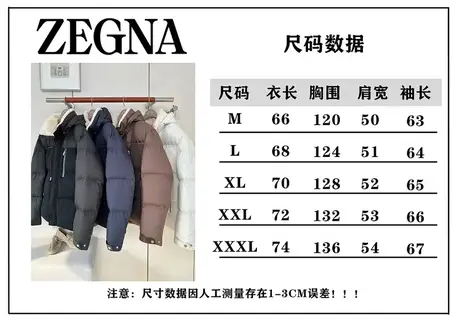 ZEGNA
尺码数据
尺码 衣长 胸围 肩宽 袖长
M 66 120 50 63
L 68 124 51 64
XL 70 128 52 65
XXL 72 132 53 66
XXXL 74 136 54 67
注意：尺寸数据因人工测量存在1-3CM误差！！！